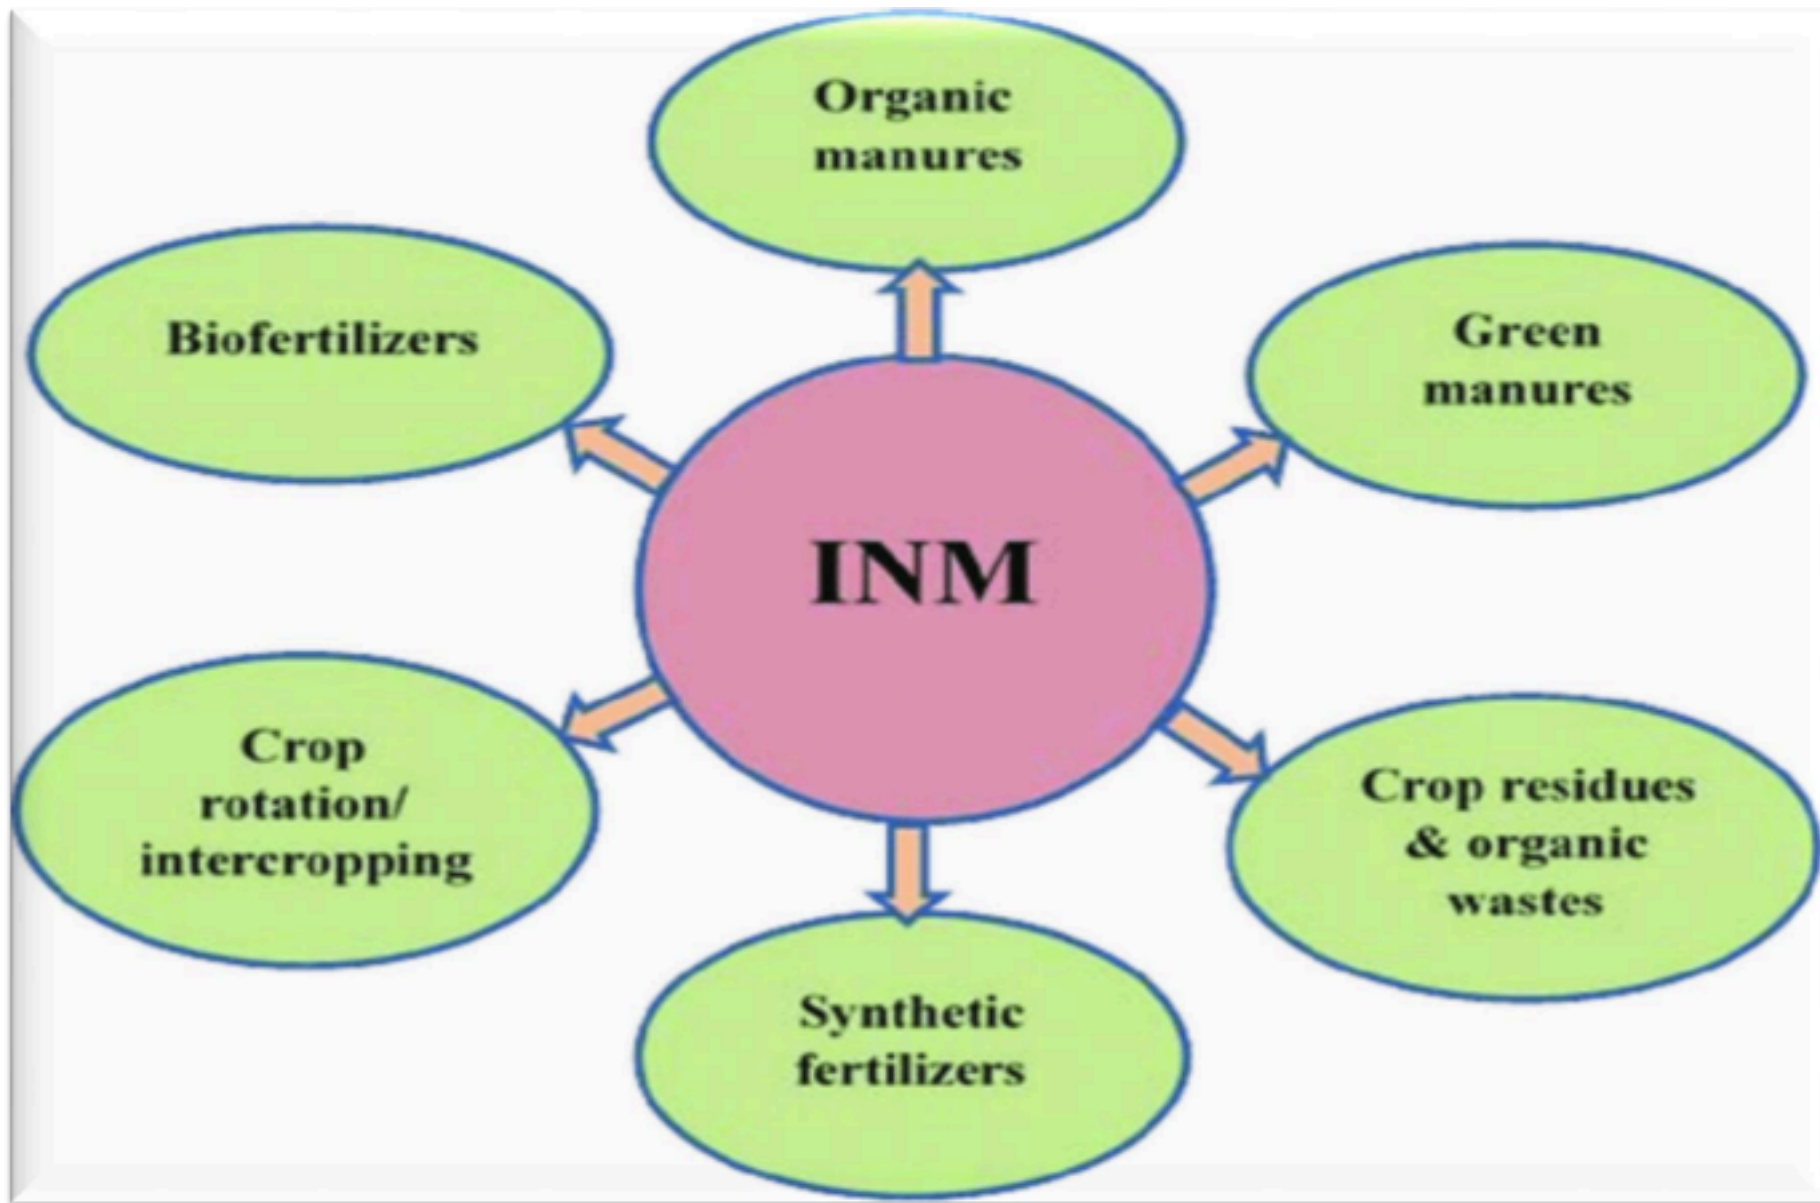 Organic
manures
Biofertilizers
Green
manures
INM
Crop
rotation/
intercropping
Crop residues
& organic
wastes
Synthetic
fertilizers